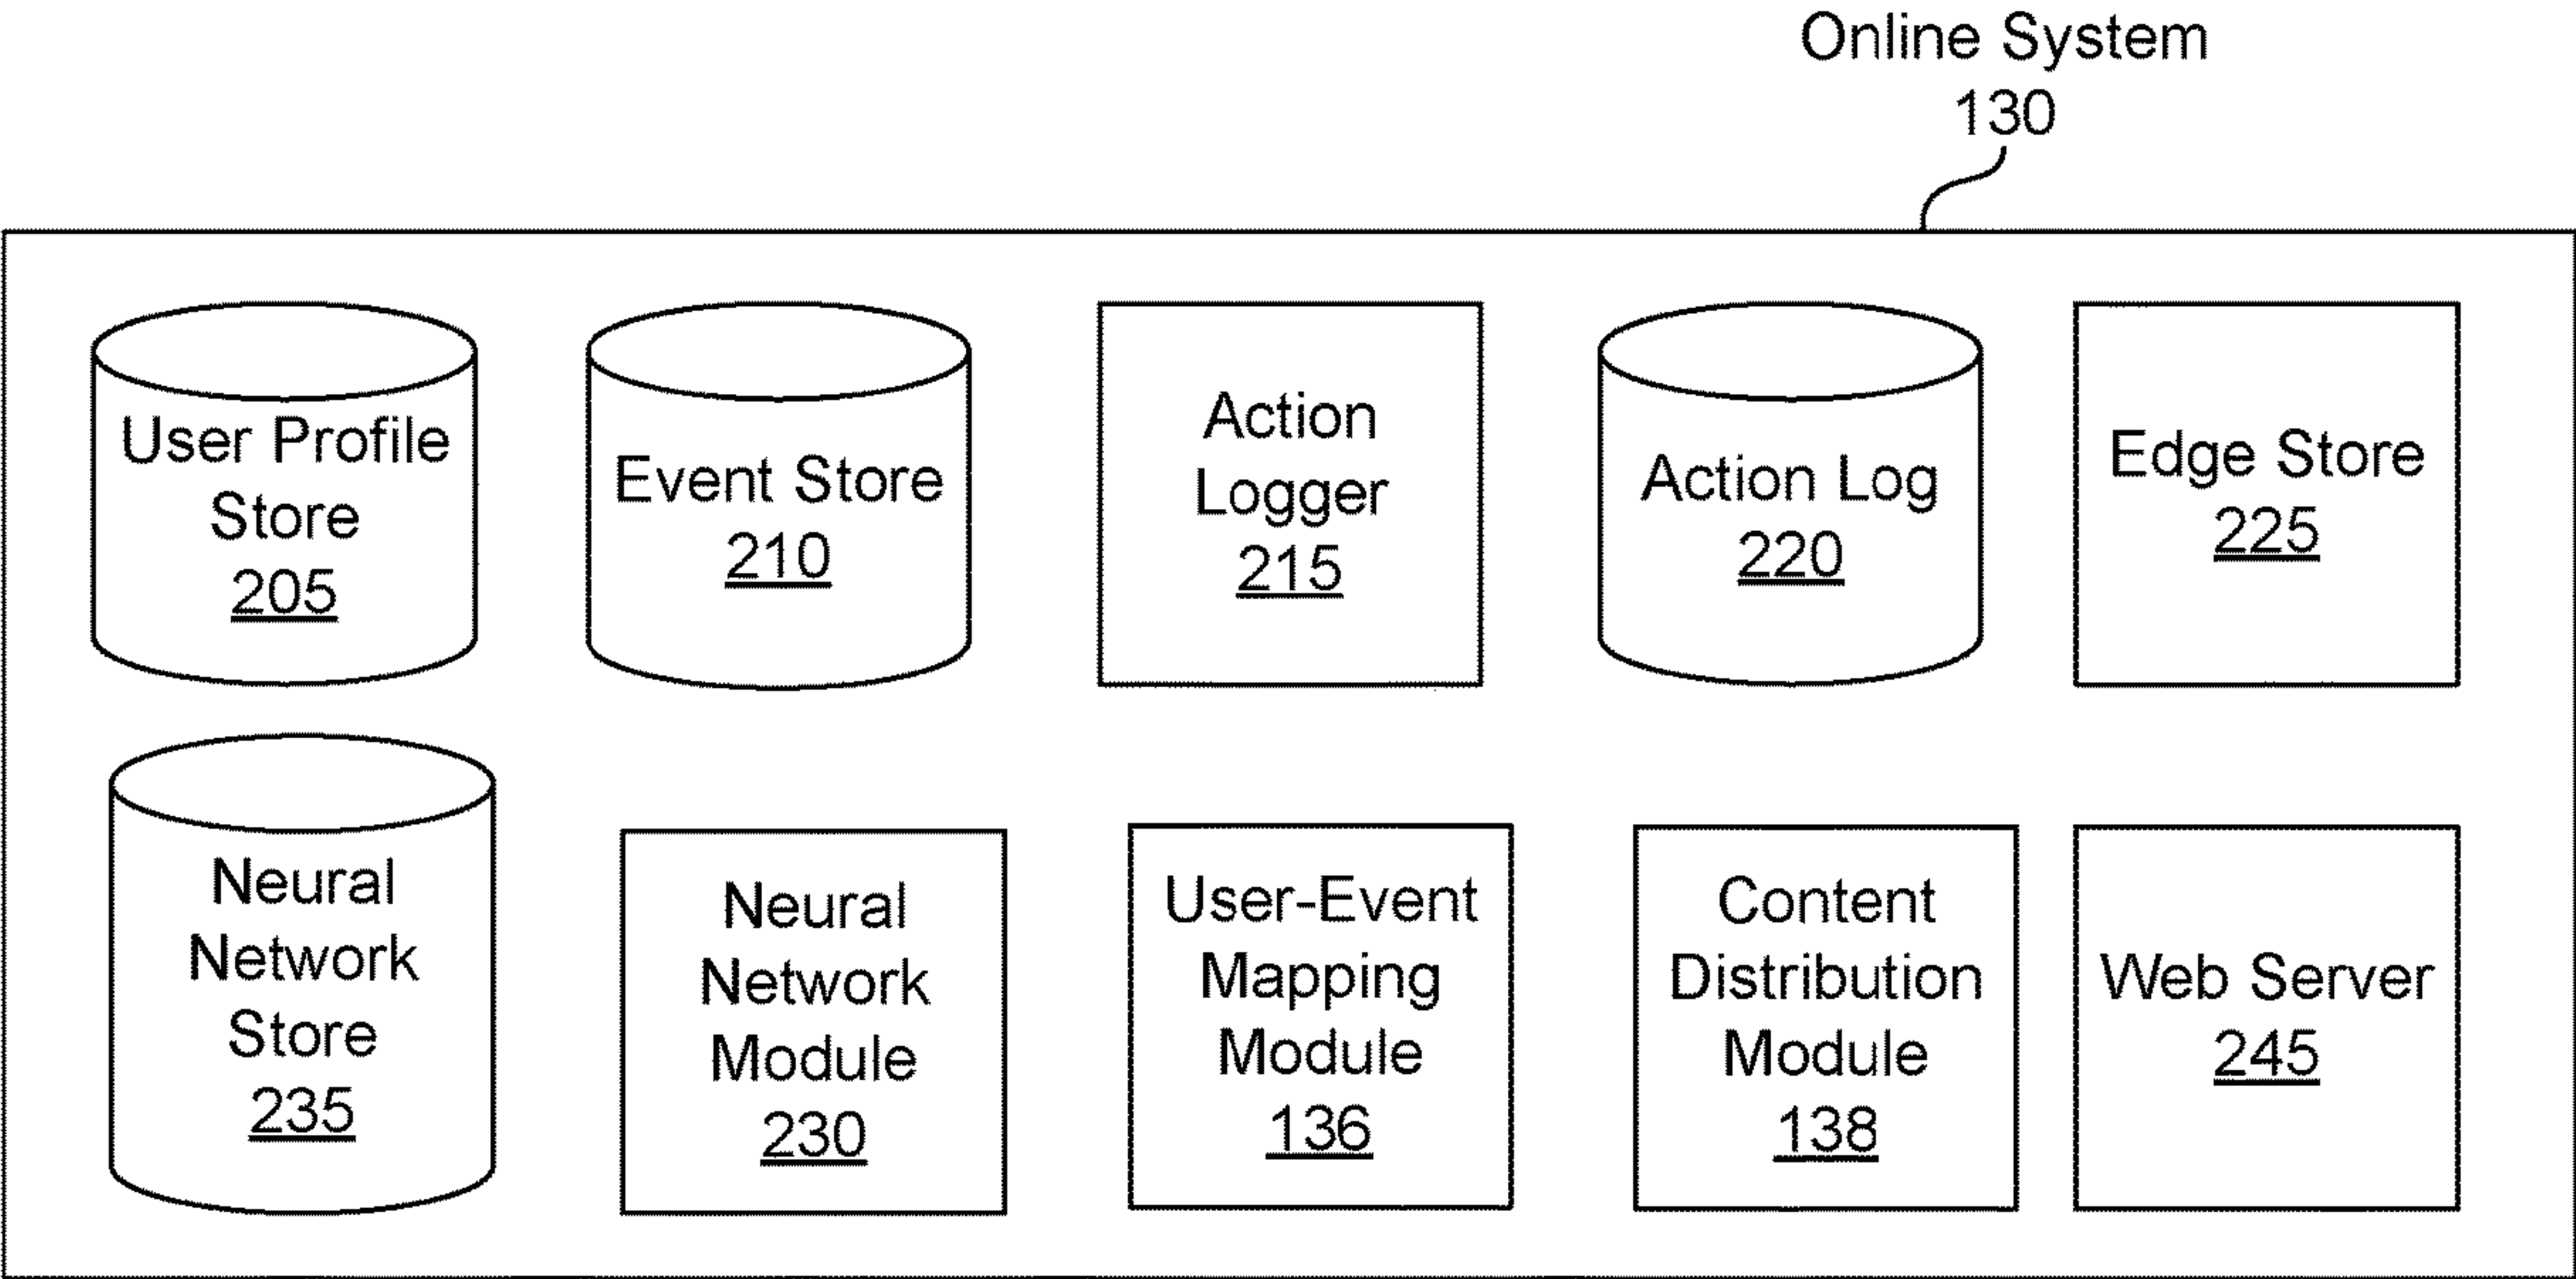 Online System
130
User Profile
Store
205
Event Store
210
Action
Logger
215
Action Log
220
Edge Store
225
Neural
Network
Store
235
Neural
Network
Module
230
User-Event
Mapping
Module
136
Content
Distribution
Module
138
Web Server
245